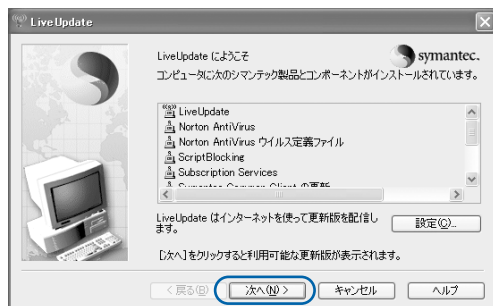 LiveUpdate
LiveUpdate にようこそ
symantec.
コンピュータに次のシマンテック製品とコンポーネントがインストールされています。
LiveUpdate
Norton AntiVirus
Norton AntiVirus ウイルス定義ファイル
ScriptBlocking
Subscription Services
Symantec Common Client の更新
LiveUpdate はインターネットを使って更新版を配信し
ます。
設定(O)...
[次へ]をクリックすると利用可能な更新版が表示されます。
< 戻る(B)
次へ(N) >
キャンセル
ヘルプ